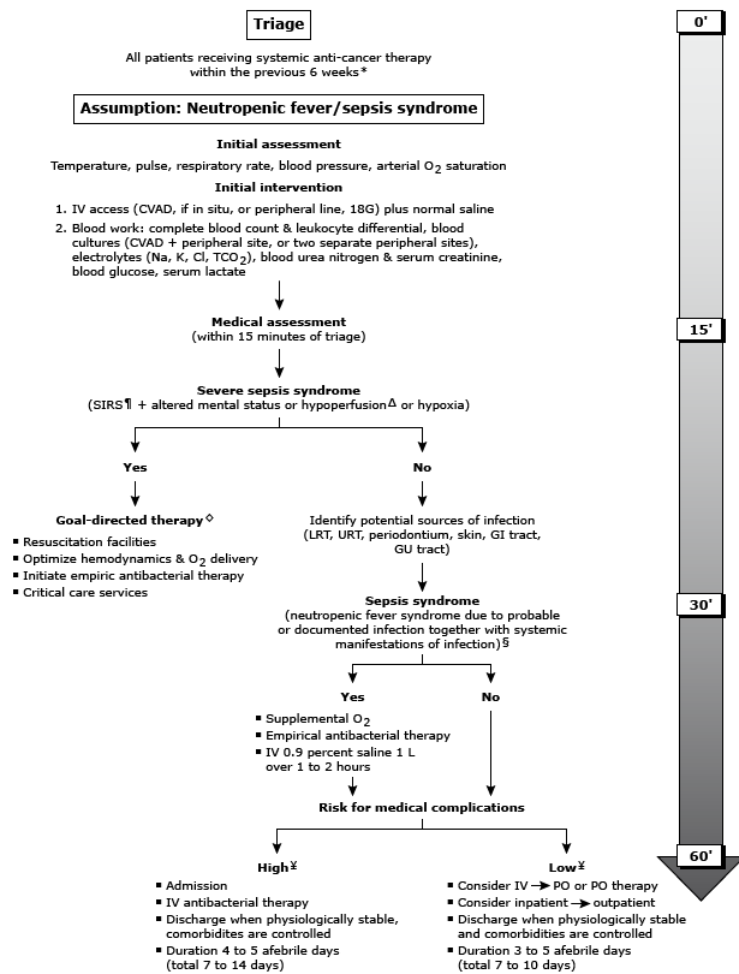 Triage
0'
All patients receiving systemic anti-cancer therapy
within the previous 6 weeks*
Assumption: Neutropenic fever/sepsis syndrome
Initial assessment
Temperature, pulse, respiratory rate, blood pressure, arterial O2 saturation
Initial intervention
1. IV access (CVAD, if in situ, or peripheral line, 18G) plus normal saline
2. Blood work: complete blood count & leukocyte differential, blood
cultures (CVAD + peripheral site, or two separate peripheral sites),
electrolytes (Na, K, Cl, TCO2), blood urea nitrogen & serum creatinine,
blood glucose, serum lactate
Medical assessment
(within 15 minutes of triage)
15'
Severe sepsis syndrome
(SIRS¶ + altered mental status or hypoperfusionΔ or hypoxia)
Yes
No
Goal-directed therapy◇
▪ Resuscitation facilities
▪ Optimize hemodynamics & O2 delivery
▪ Initiate empiric antibacterial therapy
▪ Critical care services
Identify potential sources of infection
(LRT, URT, periodontium, skin, GI tract,
GU tract)
Sepsis syndrome
30'
(neutropenic fever syndrome due to probable
or documented infection together with systemic
manifestations of infection)§
Yes
No
▪ Supplemental O2
▪ Empirical antibacterial therapy
▪ IV 0.9 percent saline 1 L
over 1 to 2 hours
Risk for medical complications
60'
High¥
▪ Admission
▪ IV antibacterial therapy
▪ Discharge when physiologically stable,
comorbidites are controlled
▪ Duration 4 to 5 afebrile days
(total 7 to 14 days)
Low¥
▪ Consider IV → PO or PO therapy
▪ Consider inpatient → outpatient
▪ Discharge when physiologically stable
and comorbidities are controlled
▪ Duration 3 to 5 afebrile days
(total 7 to 10 days)